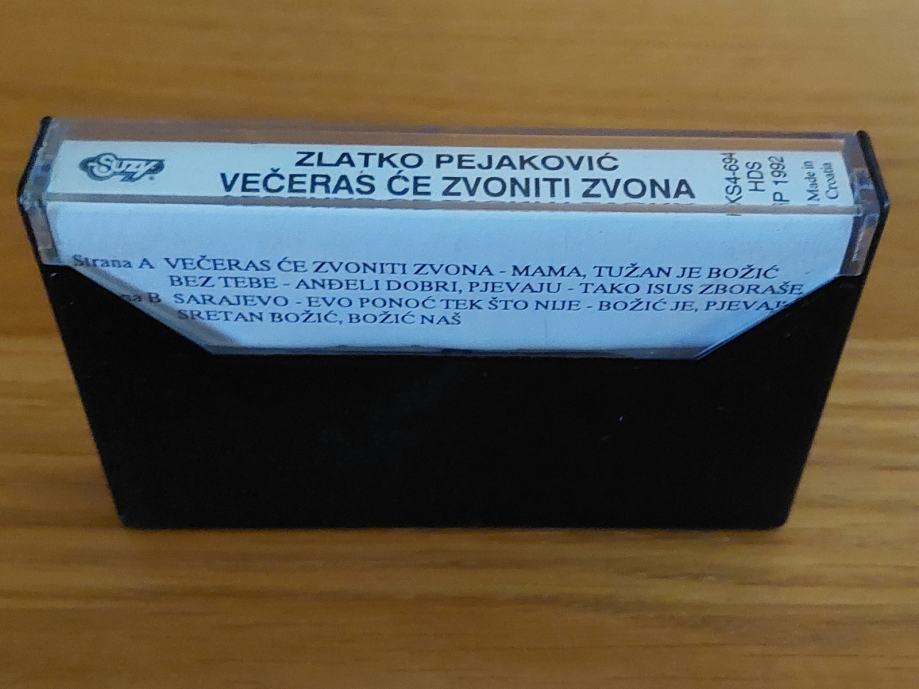 Suzy
ZLATKO PEJAKOVIĆ
VEČERAS ĆE ZVONITI ZVONA
KS4-694
HDS
P 1992
Made in
Croatia
Strana A VEČERAS ĆE ZVONITI ZVONA - MAMA, TUŽAN JE BOŽIĆ
BEZ TEBE - ANĐELI DOBRI, PJEVAJU - TAKO ISUS ZBORAŠE
B SARAJEVO - EVO PONOĆ TEK ŠTO NIJE - BOŽIĆ JE,
SRETAN BOŽIĆ, BOŽIĆ NAŠ